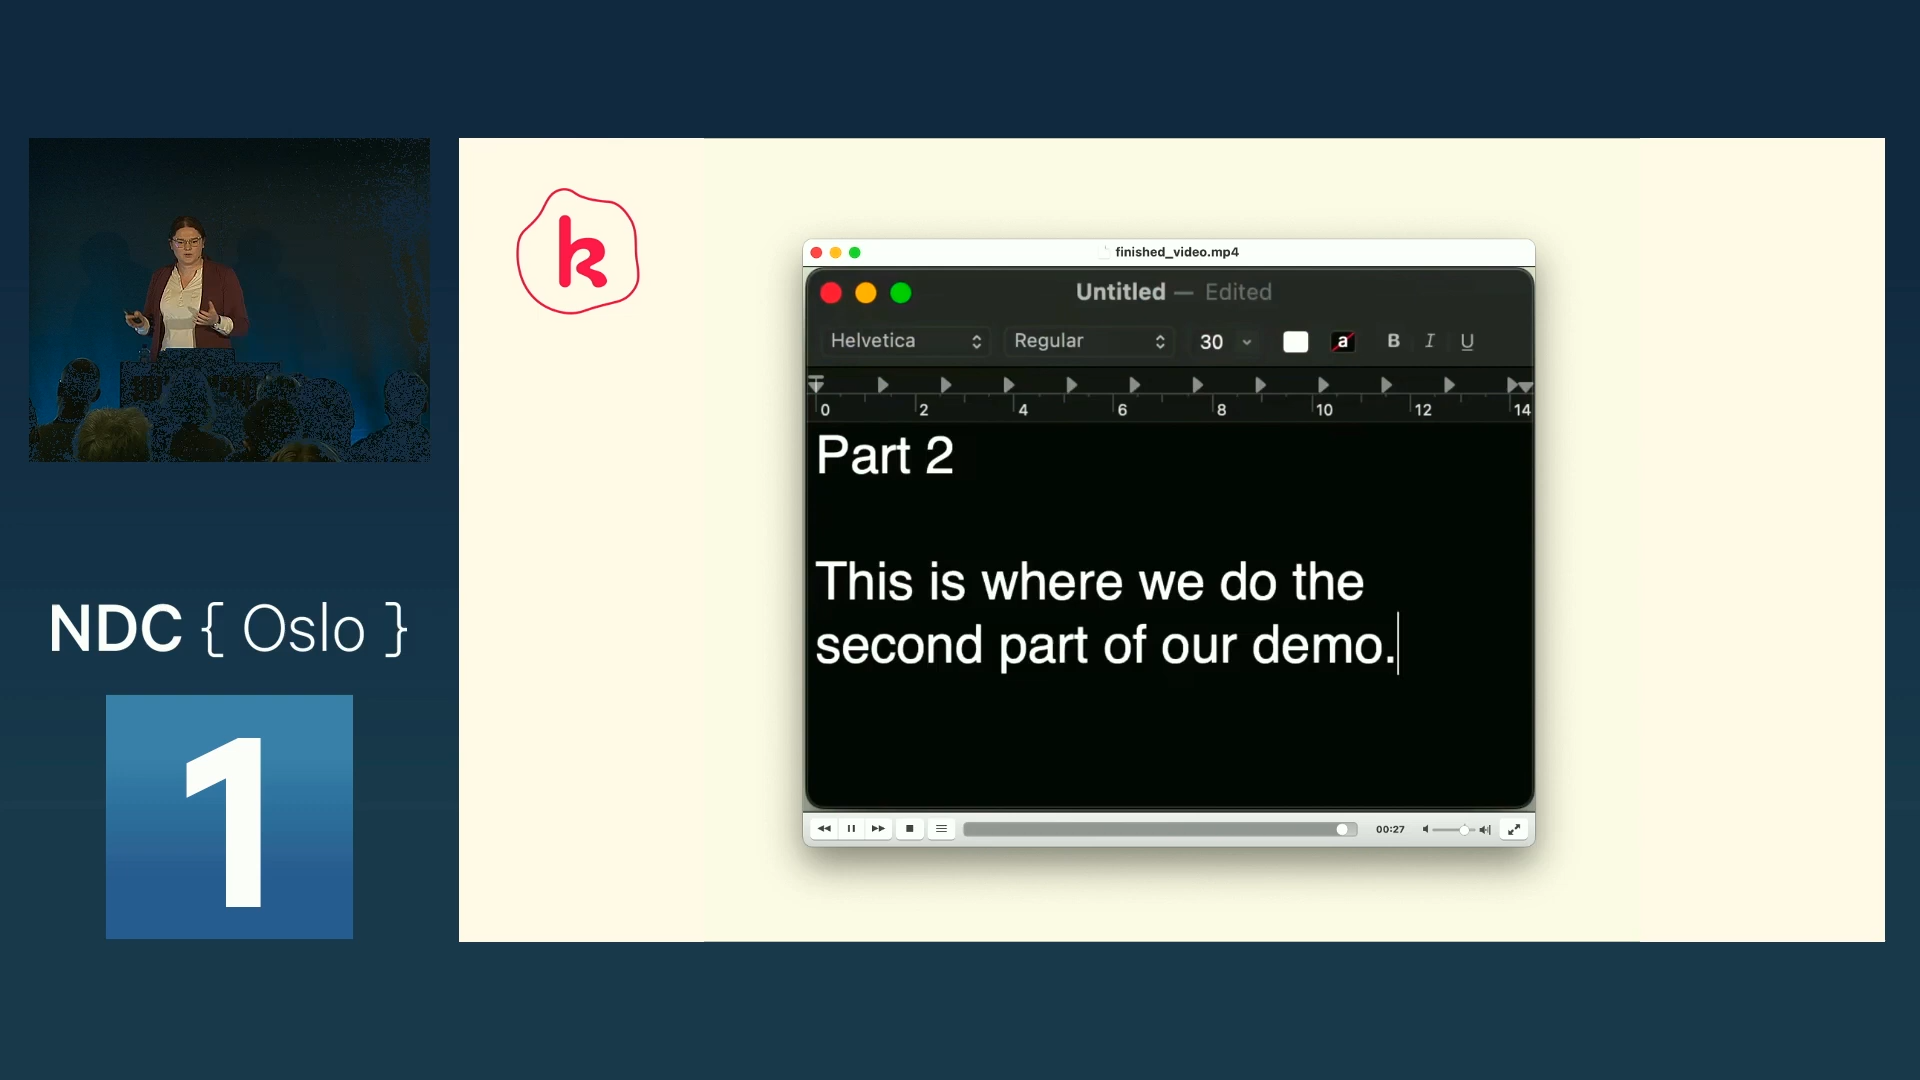 NDC { Oslo }
1
k
finished_video.mp4
Untitled — Edited
Helvetica
Regular
30
a
B I U
0 2 4 6 8 10 12 14
Part 2
This is where we do the
second part of our demo.
00:27